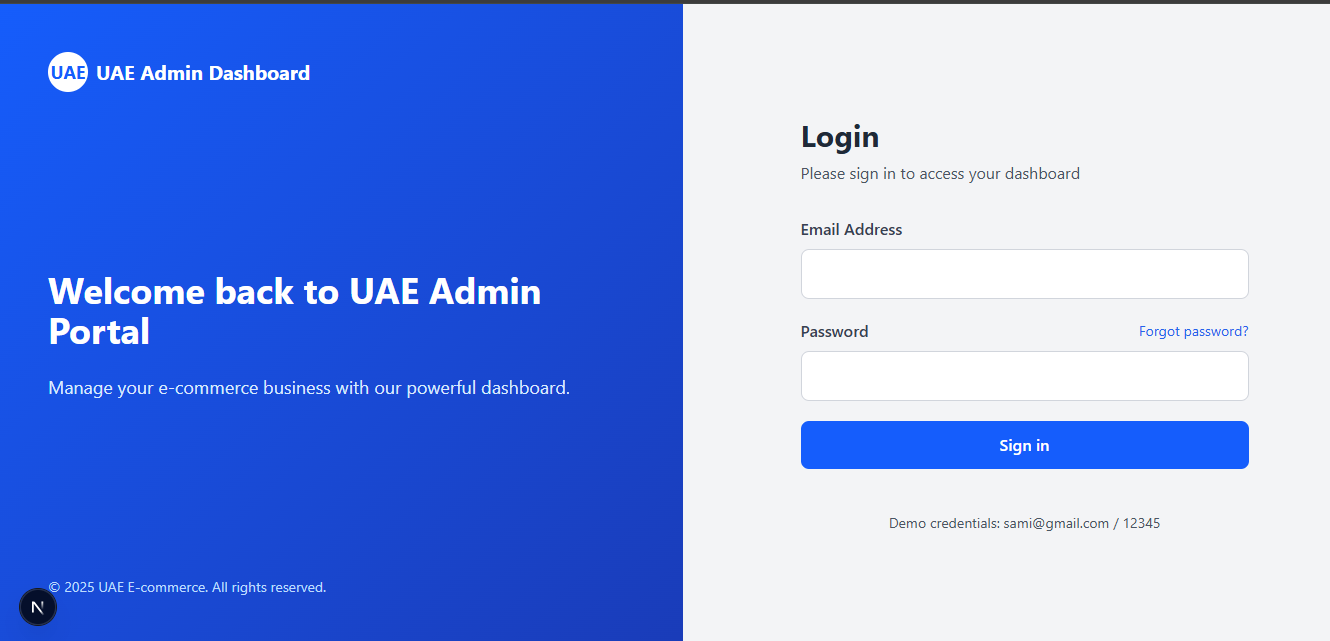 UAE UAE Admin Dashboard
Welcome back to UAE Admin
Portal
Manage your e-commerce business with our powerful dashboard.
© 2025 UAE E-commerce. All rights reserved.
N
Login
Please sign in to access your dashboard
Email Address
Password Forgot password?
Sign in
Demo credentials: sami@gmail.com / 12345